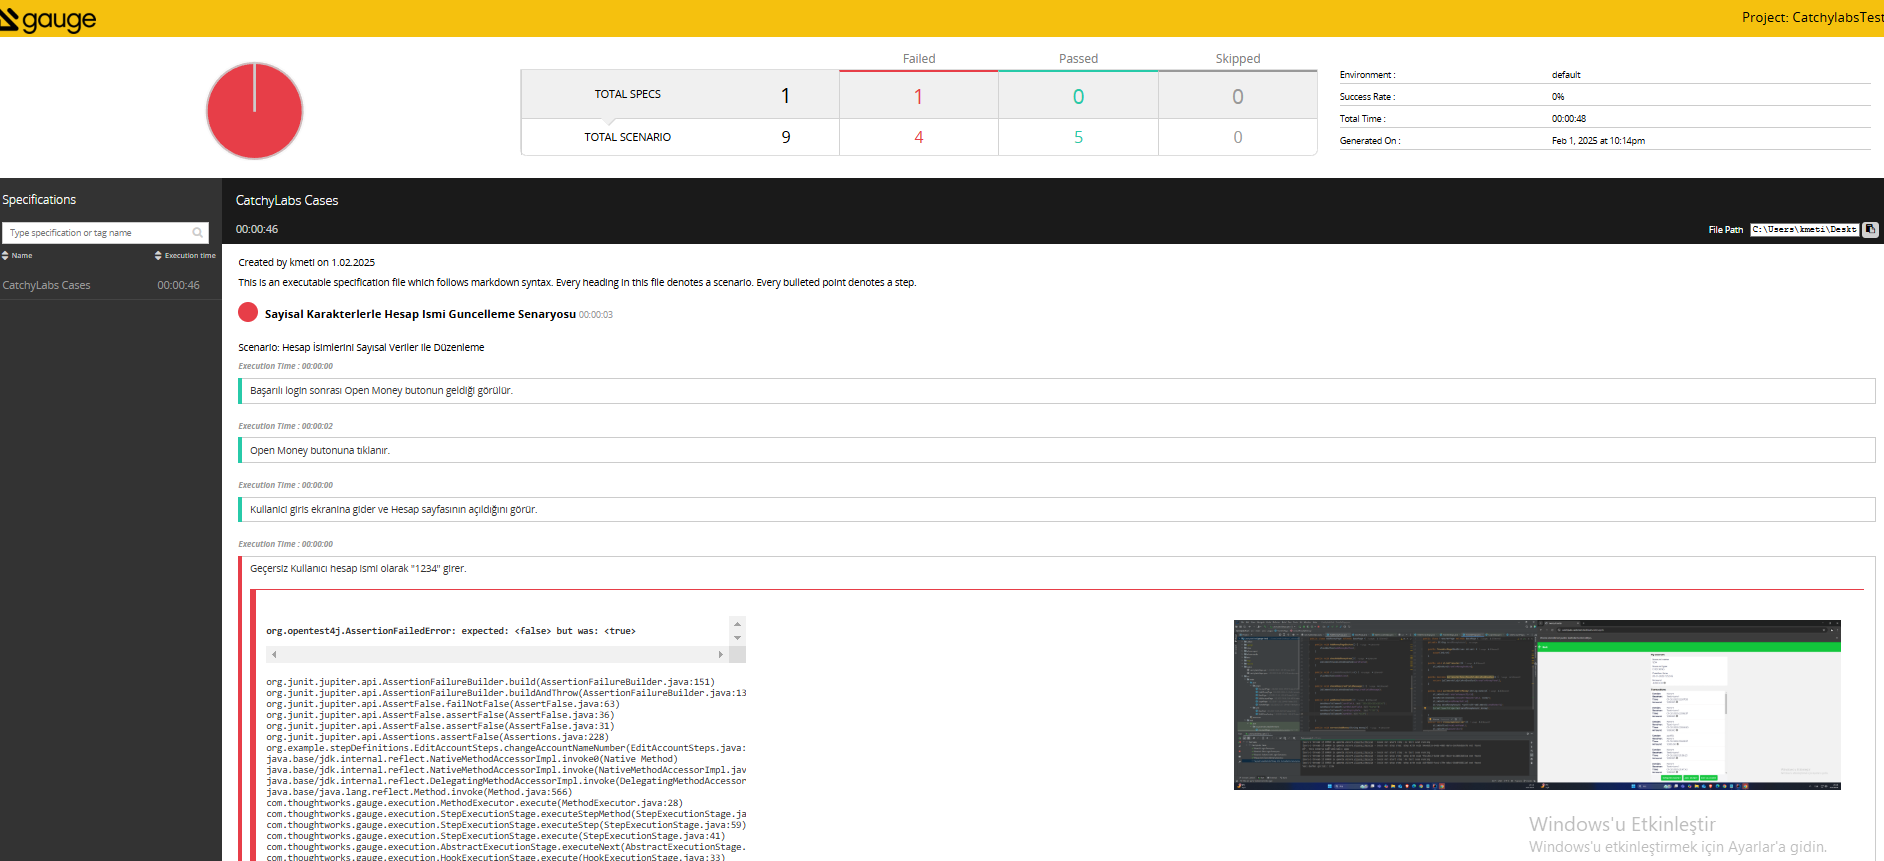 gauge
Project: CatchylabsTest
Failed Passed Skipped
TOTAL SPECS 1 1 0 0
TOTAL SCENARIO 9 4 5 0
Environment : default
Success Rate : 0%
Total Time : 00:00:48
Generated On : Feb 1, 2025 at 10:14pm
Specifications
Type specification or tag name
Name Execution time
CatchyLabs Cases 00:00:46
CatchyLabs Cases
00:00:46
File Path C:\Users\kmeti\Deskt
Created by kmeti on 1.02.2025
This is an executable specification file which follows markdown syntax. Every heading in this file denotes a scenario. Every bulleted point denotes a step.
Sayisal Karakterlerle Hesap Ismi Guncelleme Senaryosu 00:00:03
Scenario: Hesap İsimlerini Sayısal Veriler ile Düzenleme
Execution Time : 00:00:00
Başarılı login sonrası Open Money butonun geldiği görülür.
Execution Time : 00:00:02
Open Money butonuna tıklanır.
Execution Time : 00:00:00
Kullanici giris ekranina gider ve Hesap sayfasının açıldığını görür.
Execution Time : 00:00:00
Geçersiz Kullanıcı hesap ismi olarak "1234" girer.
org.opentest4j.AssertionFailedError: expected: <false> but was: <true>
org.junit.jupiter.api.AssertionFailureBuilder.build(AssertionFailureBuilder.java:151)
org.junit.jupiter.api.AssertionFailureBuilder.buildAndThrow(AssertionFailureBuilder.java:13
org.junit.jupiter.api.AssertFalse.failNotFalse(AssertFalse.java:63)
org.junit.jupiter.api.AssertFalse.assertFalse(AssertFalse.java:36)
org.junit.jupiter.api.AssertFalse.assertFalse(AssertFalse.java:31)
org.junit.jupiter.api.Assertions.assertFalse(Assertions.java:228)
org.example.stepDefinitions.EditAccountSteps.changeAccountNameNumber(EditAccountSteps.java:
java.base/jdk.internal.reflect.NativeMethodAccessorImpl.invoke0(Native Method)
java.base/jdk.internal.reflect.NativeMethodAccessorImpl.invoke(NativeMethodAccessorImpl.jav
java.base/jdk.internal.reflect.DelegatingMethodAccessorImpl.invoke(DelegatingMethodAccessor
java.base/java.lang.reflect.Method.invoke(Method.java:566)
com.thoughtworks.gauge.execution.MethodExecutor.execute(MethodExecutor.java:28)
com.thoughtworks.gauge.execution.StepExecutionStage.executeStepMethod(StepExecutionStage.ja
com.thoughtworks.gauge.execution.StepExecutionStage.executeStep(StepExecutionStage.java:59)
com.thoughtworks.gauge.execution.StepExecutionStage.execute(StepExecutionStage.java:41)
com.thoughtworks.gauge.execution.AbstractExecutionStage.executeNext(AbstractExecutionStage.
com.thoughtworks.gauge.execution.HookExecutionStage.execute(HookExecutionStage.java:33)
Windows'u Etkinleştir
Windows'u etkinleştirmek için Ayarlar'a gidin.